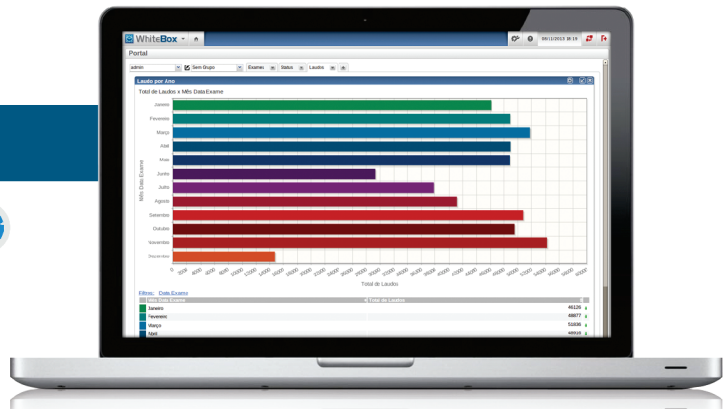 WhiteBox
06/11/2013 18:19
Portal
admin Sem Grupo Exames Status Laudos
Laudo por Ano
Total de Laudos x Mês Data Exame
Mês Data Exame
Janeiro
Fevereiro
Março
Abril
Maio
Junho
Julho
Agosto
Setembro
Outubro
Novembro
Dezembro
Total de Laudos
Filtros: Data Exame
Mês Data Exame Total de Laudos
Janeiro 46126
Fevereiro 48877
Março 51836
Abril